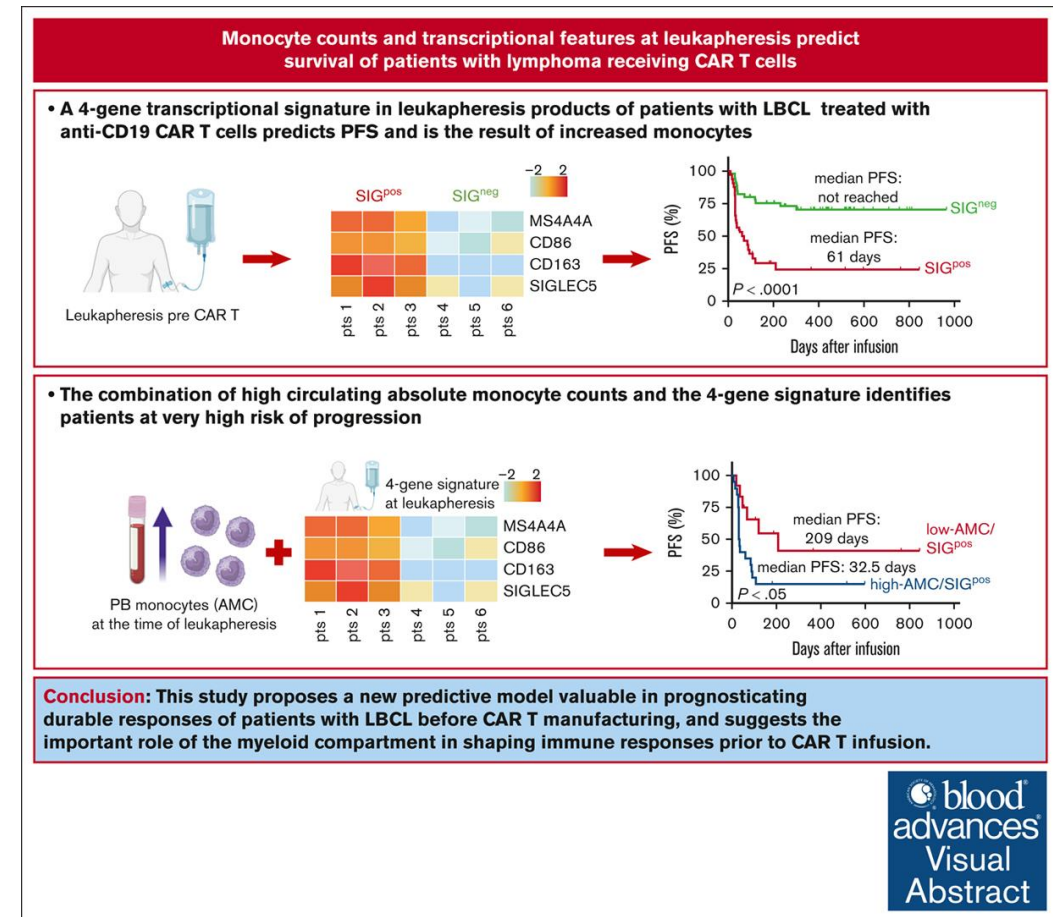 Monocyte counts and transcriptional features at leukapheresis predict
survival of patients with lymphoma receiving CAR T cells
• A 4-gene transcriptional signature in leukapheresis products of patients with LBCL treated with
anti-CD19 CAR T cells predicts PFS and is the result of increased monocytes
Leukapheresis pre CAR T
−2 2
SIGpos SIGneg
MS4A4A
CD86
CD163
SIGLEC5
pts 1
pts 2
pts 3
pts 4
pts 5
pts 6
PFS (%)
100
75
50
25
0
median PFS:
not reached
SIGneg
median PFS:
61 days
SIGpos
P < .0001
0 200 400 600 800 1000
Days after infusion
• The combination of high circulating absolute monocyte counts and the 4-gene signature identifies
patients at very high risk of progression
PB monocytes (AMC)
at the time of leukapheresis
4-gene signature
at leukapheresis
−2 2
MS4A4A
CD86
CD163
SIGLEC5
pts 1
pts 2
pts 3
pts 4
pts 5
pts 6
PFS (%)
100
75
50
25
0
median PFS:
209 days
low-AMC/
SIGpos
median PFS: 32.5 days
high-AMC/SIGpos
P < .05
0 200 400 600 800 1000
Days after infusion
Conclusion: This study proposes a new predictive model valuable in prognosticating
durable responses of patients with LBCL before CAR T manufacturing, and suggests the
important role of the myeloid compartment in shaping immune responses prior to CAR T infusion.
blood®
advances®
Visual
Abstract